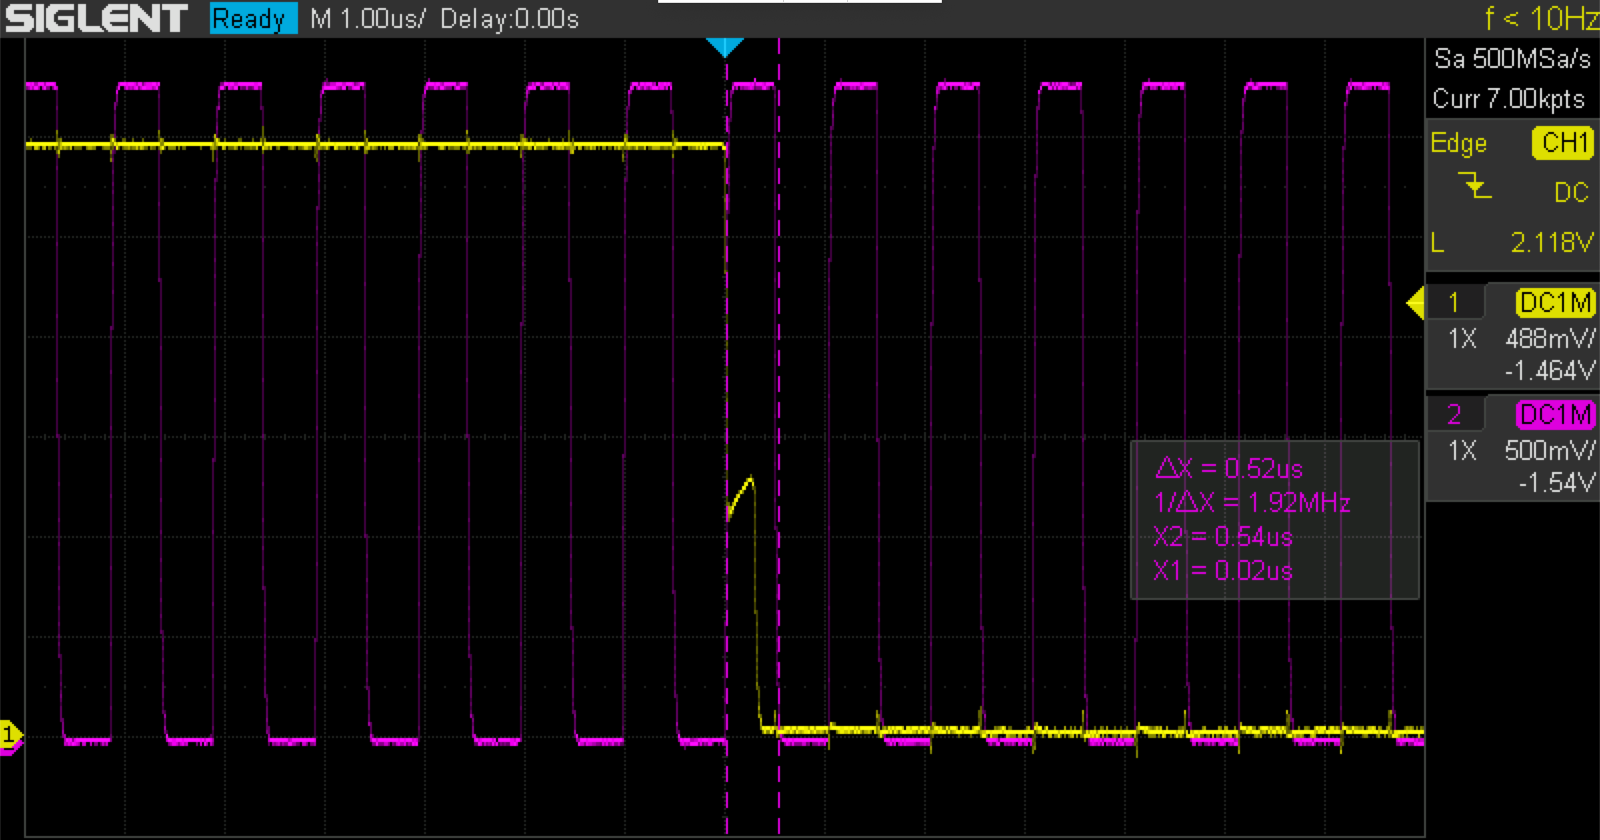 SIGLENT Ready M 1.00us/ Delay:0.00s f < 10Hz
Sa 500MSa/s
Curr 7.00kpts
Edge CH1
DC
L 2.118V
1 DC1M
1X 488mV/
-1.464V
2 DC1M
1X 500mV/
-1.54V
ΔX = 0.52us
1/ΔX = 1.92MHz
X2 = 0.54us
X1 = 0.02us
1